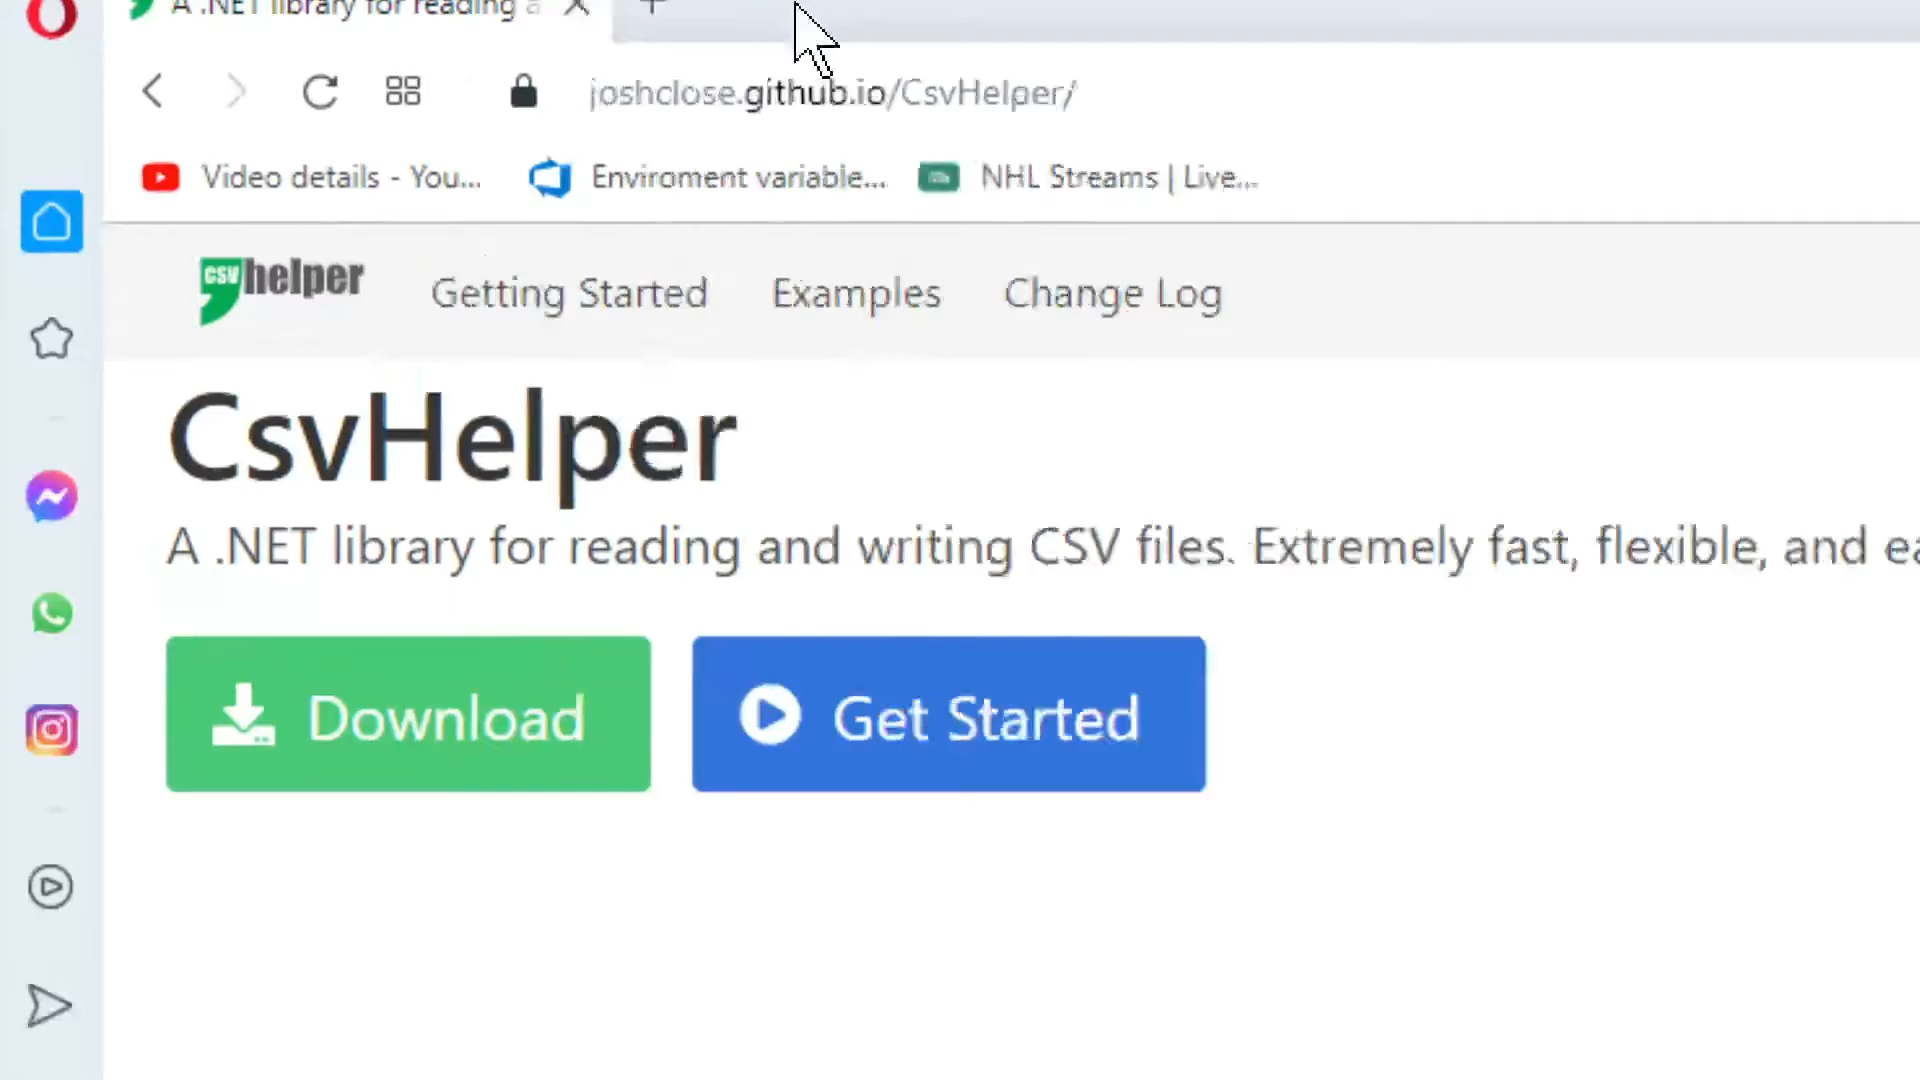 A .NET library for reading a
joshclose.github.io/CsvHelper/
Video details - You...
Enviroment variable...
NHL Streams | Live...
csv helper
Getting Started
Examples
Change Log
CsvHelper
A .NET library for reading and writing CSV files. Extremely fast, flexible, and ea
Download
Get Started